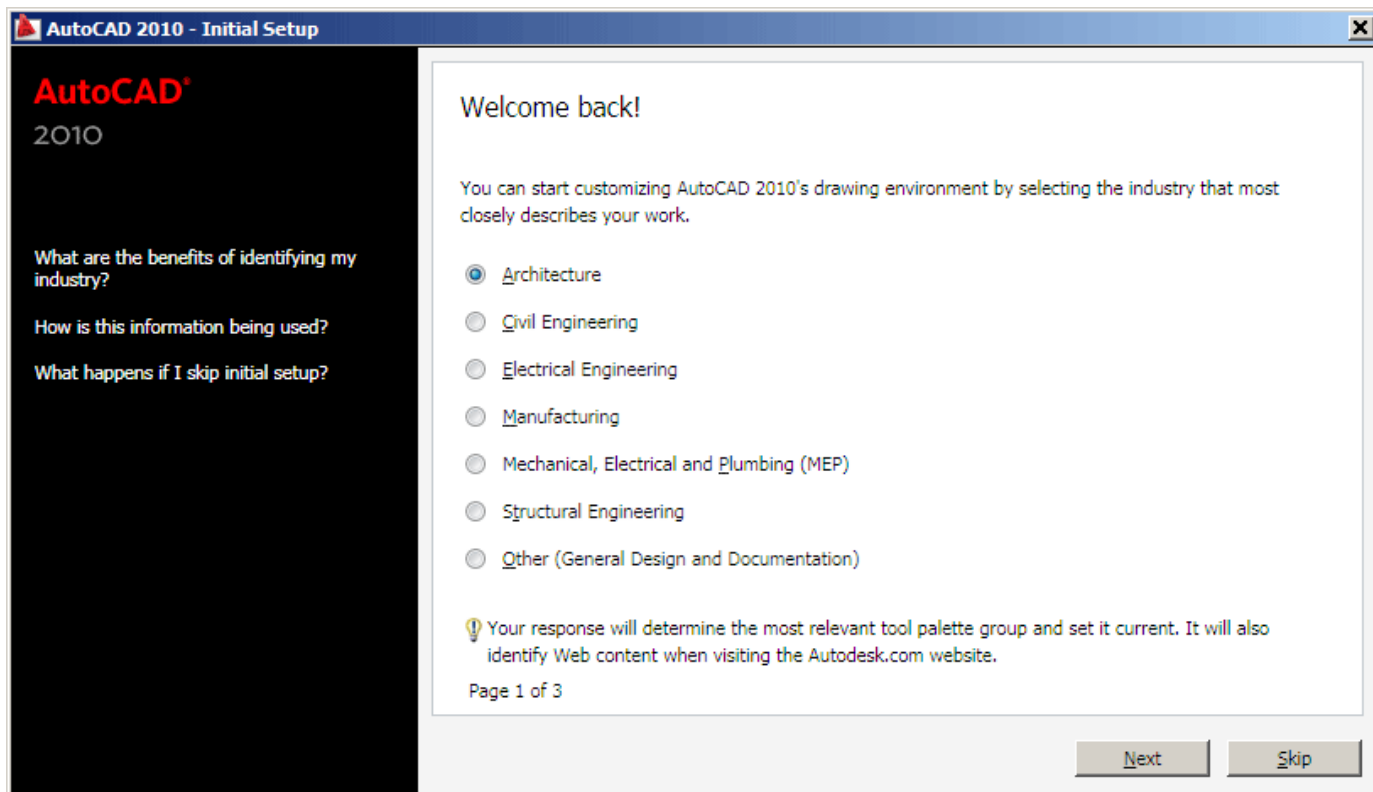 AutoCAD 2010 - Initial Setup
AutoCAD®
2010
What are the benefits of identifying my
industry?
How is this information being used?
What happens if I skip initial setup?
Welcome back!
You can start customizing AutoCAD 2010's drawing environment by selecting the industry that most
closely describes your work.
Architecture
Civil Engineering
Electrical Engineering
Manufacturing
Mechanical, Electrical and Plumbing (MEP)
Structural Engineering
Other (General Design and Documentation)
Your response will determine the most relevant tool palette group and set it current. It will also
identify Web content when visiting the Autodesk.com website.
Page 1 of 3
Next
Skip